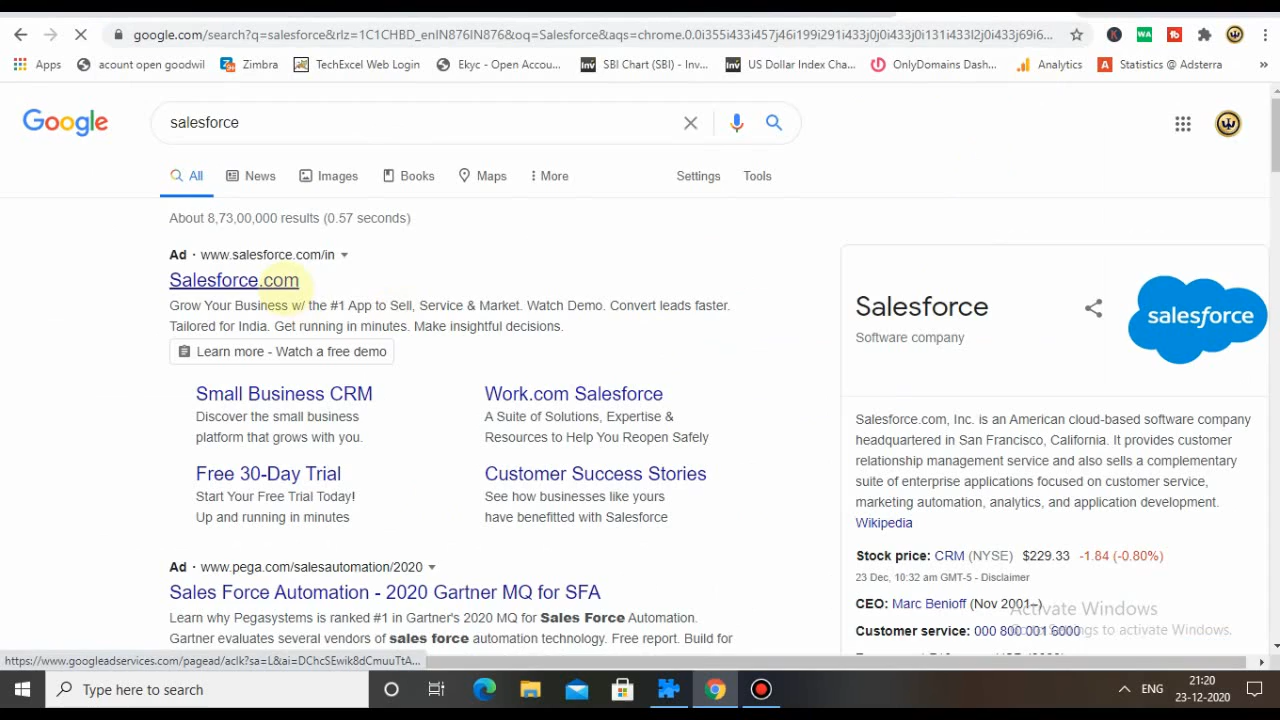 google.com/search?q=salesforce&rlz=1C1CHBD_enIN876IN876&oq=Salesforce&aqs=chrome.0.0i355i433i457j46i199i291i433j0j0i433j0i131i433l2j0i433j69i6...
Apps acount open goodwil Zimbra TechExcel Web Login Ekyc - Open Accou... SBI Chart (SBI) - Inv... US Dollar Index Cha... OnlyDomains Dash... Analytics Statistics @ Adsterra »
Google
salesforce
All News Images Books Maps More Settings Tools
About 8,73,00,000 results (0.57 seconds)
Ad · www.salesforce.com/in
Salesforce.com
Grow Your Business w/ the #1 App to Sell, Service & Market. Watch Demo. Convert leads faster.
Tailored for India. Get running in minutes. Make insightful decisions.
Learn more - Watch a free demo
Small Business CRM
Discover the small business
platform that grows with you.
Work.com Salesforce
A Suite of Solutions, Expertise &
Resources to Help You Reopen Safely
Free 30-Day Trial
Start Your Free Trial Today!
Up and running in minutes
Customer Success Stories
See how businesses like yours
have benefitted with Salesforce
Ad · www.pega.com/salesautomation/2020
Sales Force Automation - 2020 Gartner MQ for SFA
Learn why Pegasystems is ranked #1 in Gartner's 2020 MQ for Sales Force Automation.
Gartner evaluates several vendors of sales force automation technology. Free report. Build for
Salesforce
Software company
salesforce
Salesforce.com, Inc. is an American cloud-based software company
headquartered in San Francisco, California. It provides customer
relationship management service and also sells a complementary
suite of enterprise applications focused on customer service,
marketing automation, analytics, and application development.
Wikipedia
Stock price: CRM (NYSE) $229.33 -1.84 (-0.80%)
23 Dec, 10:32 am GMT-5 - Disclaimer
CEO: Marc Benioff (Nov 2001–)
Customer service: 000 800 001 6000
Activate Windows
Go to Settings to activate Windows.
https://www.googleadservices.com/pagead/aclk?sa=L&ai=DChcSEwik8dCmuuTtA...
Type here to search
ENG
21:20
23-12-2020